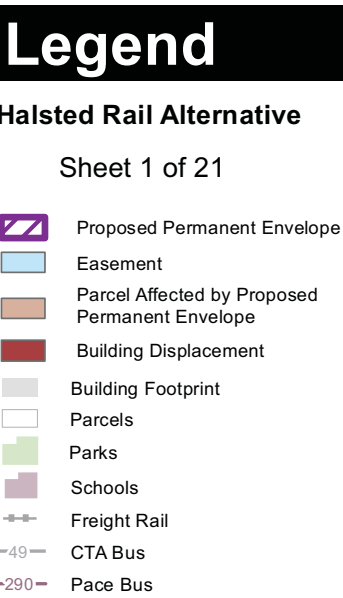 Legend
Halsted Rail Alternative
Sheet 1 of 21
Proposed Permanent Envelope
Easement
Parcel Affected by Proposed
Permanent Envelope
Building Displacement
Building Footprint
Parcels
Parks
Schools
Freight Rail
49 CTA Bus
290 Pace Bus